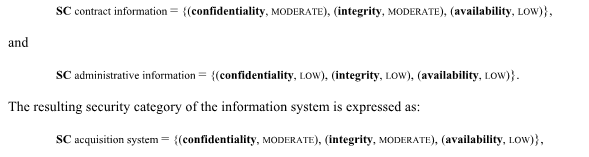 SC contract information = {(confidentiality, MODERATE), (integrity, MODERATE), (availability, LOW)},
and
SC administrative information = {(confidentiality, LOW), (integrity, LOW), (availability, LOW)}.
The resulting security category of the information system is expressed as:
SC acquisition system = {(confidentiality, MODERATE), (integrity, MODERATE), (availability, LOW)},